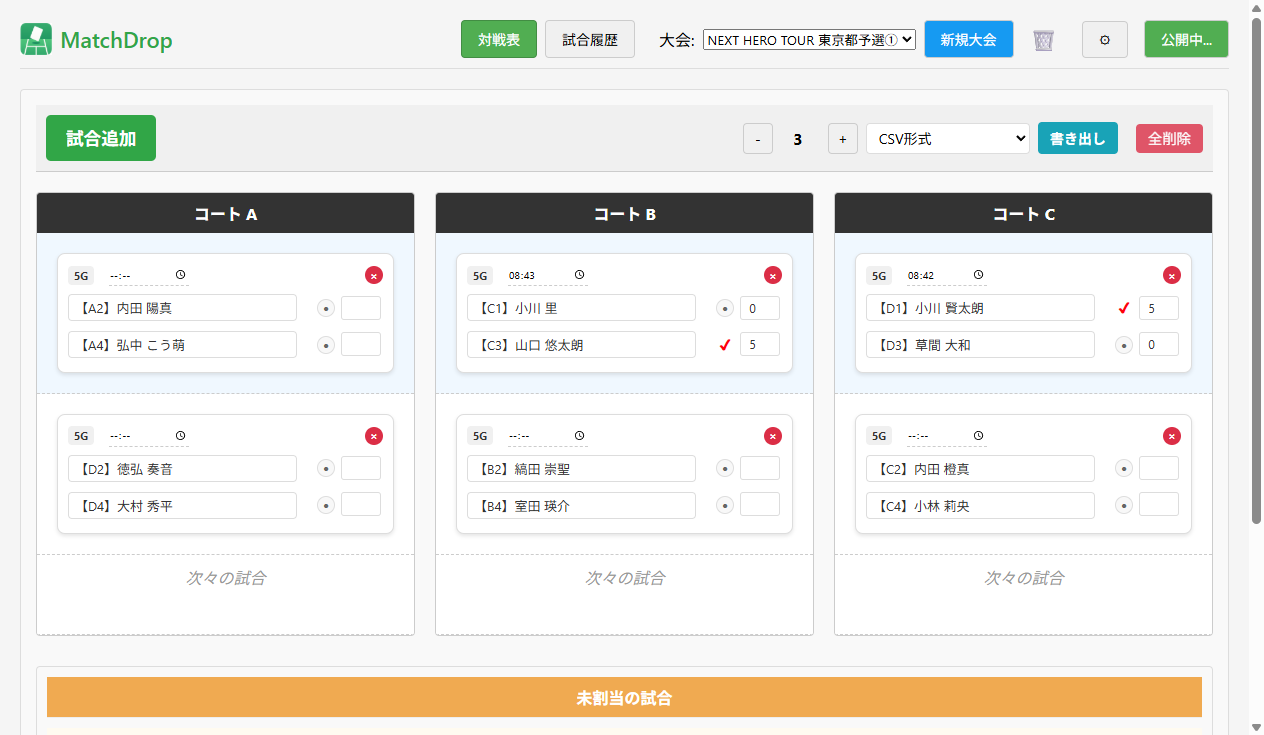 MatchDrop
対戦表
試合履歴
大会:
NEXT HERO TOUR 東京都予選①
新規大会
公開中...
試合追加
-
3
+
CSV形式
書き出し
全削除
コート A
5G
--:--
【A2】内田 陽真
【A4】弘中 こう萌
5G
--:--
【D2】徳弘 奏音
【D4】大村 秀平
次々の試合
コート B
5G
08:43
【C1】小川 里
0
【C3】山口 悠太朗
5
5G
--:--
【B2】縞田 崇聖
【B4】室田 瑛介
次々の試合
コート C
5G
08:42
【D1】小川 賢太朗
5
【D3】草間 大和
0
5G
--:--
【C2】内田 橙真
【C4】小林 莉央
次々の試合
未割当の試合